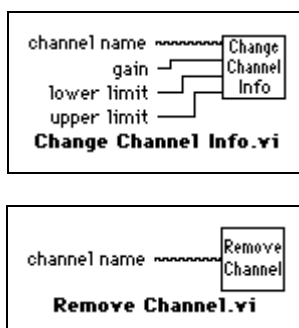 channel name
gain
lower limit
upper limit
Change
Channel
Info
Change Channel Info.vi
channel name
Remove
Channel
Remove Channel.vi